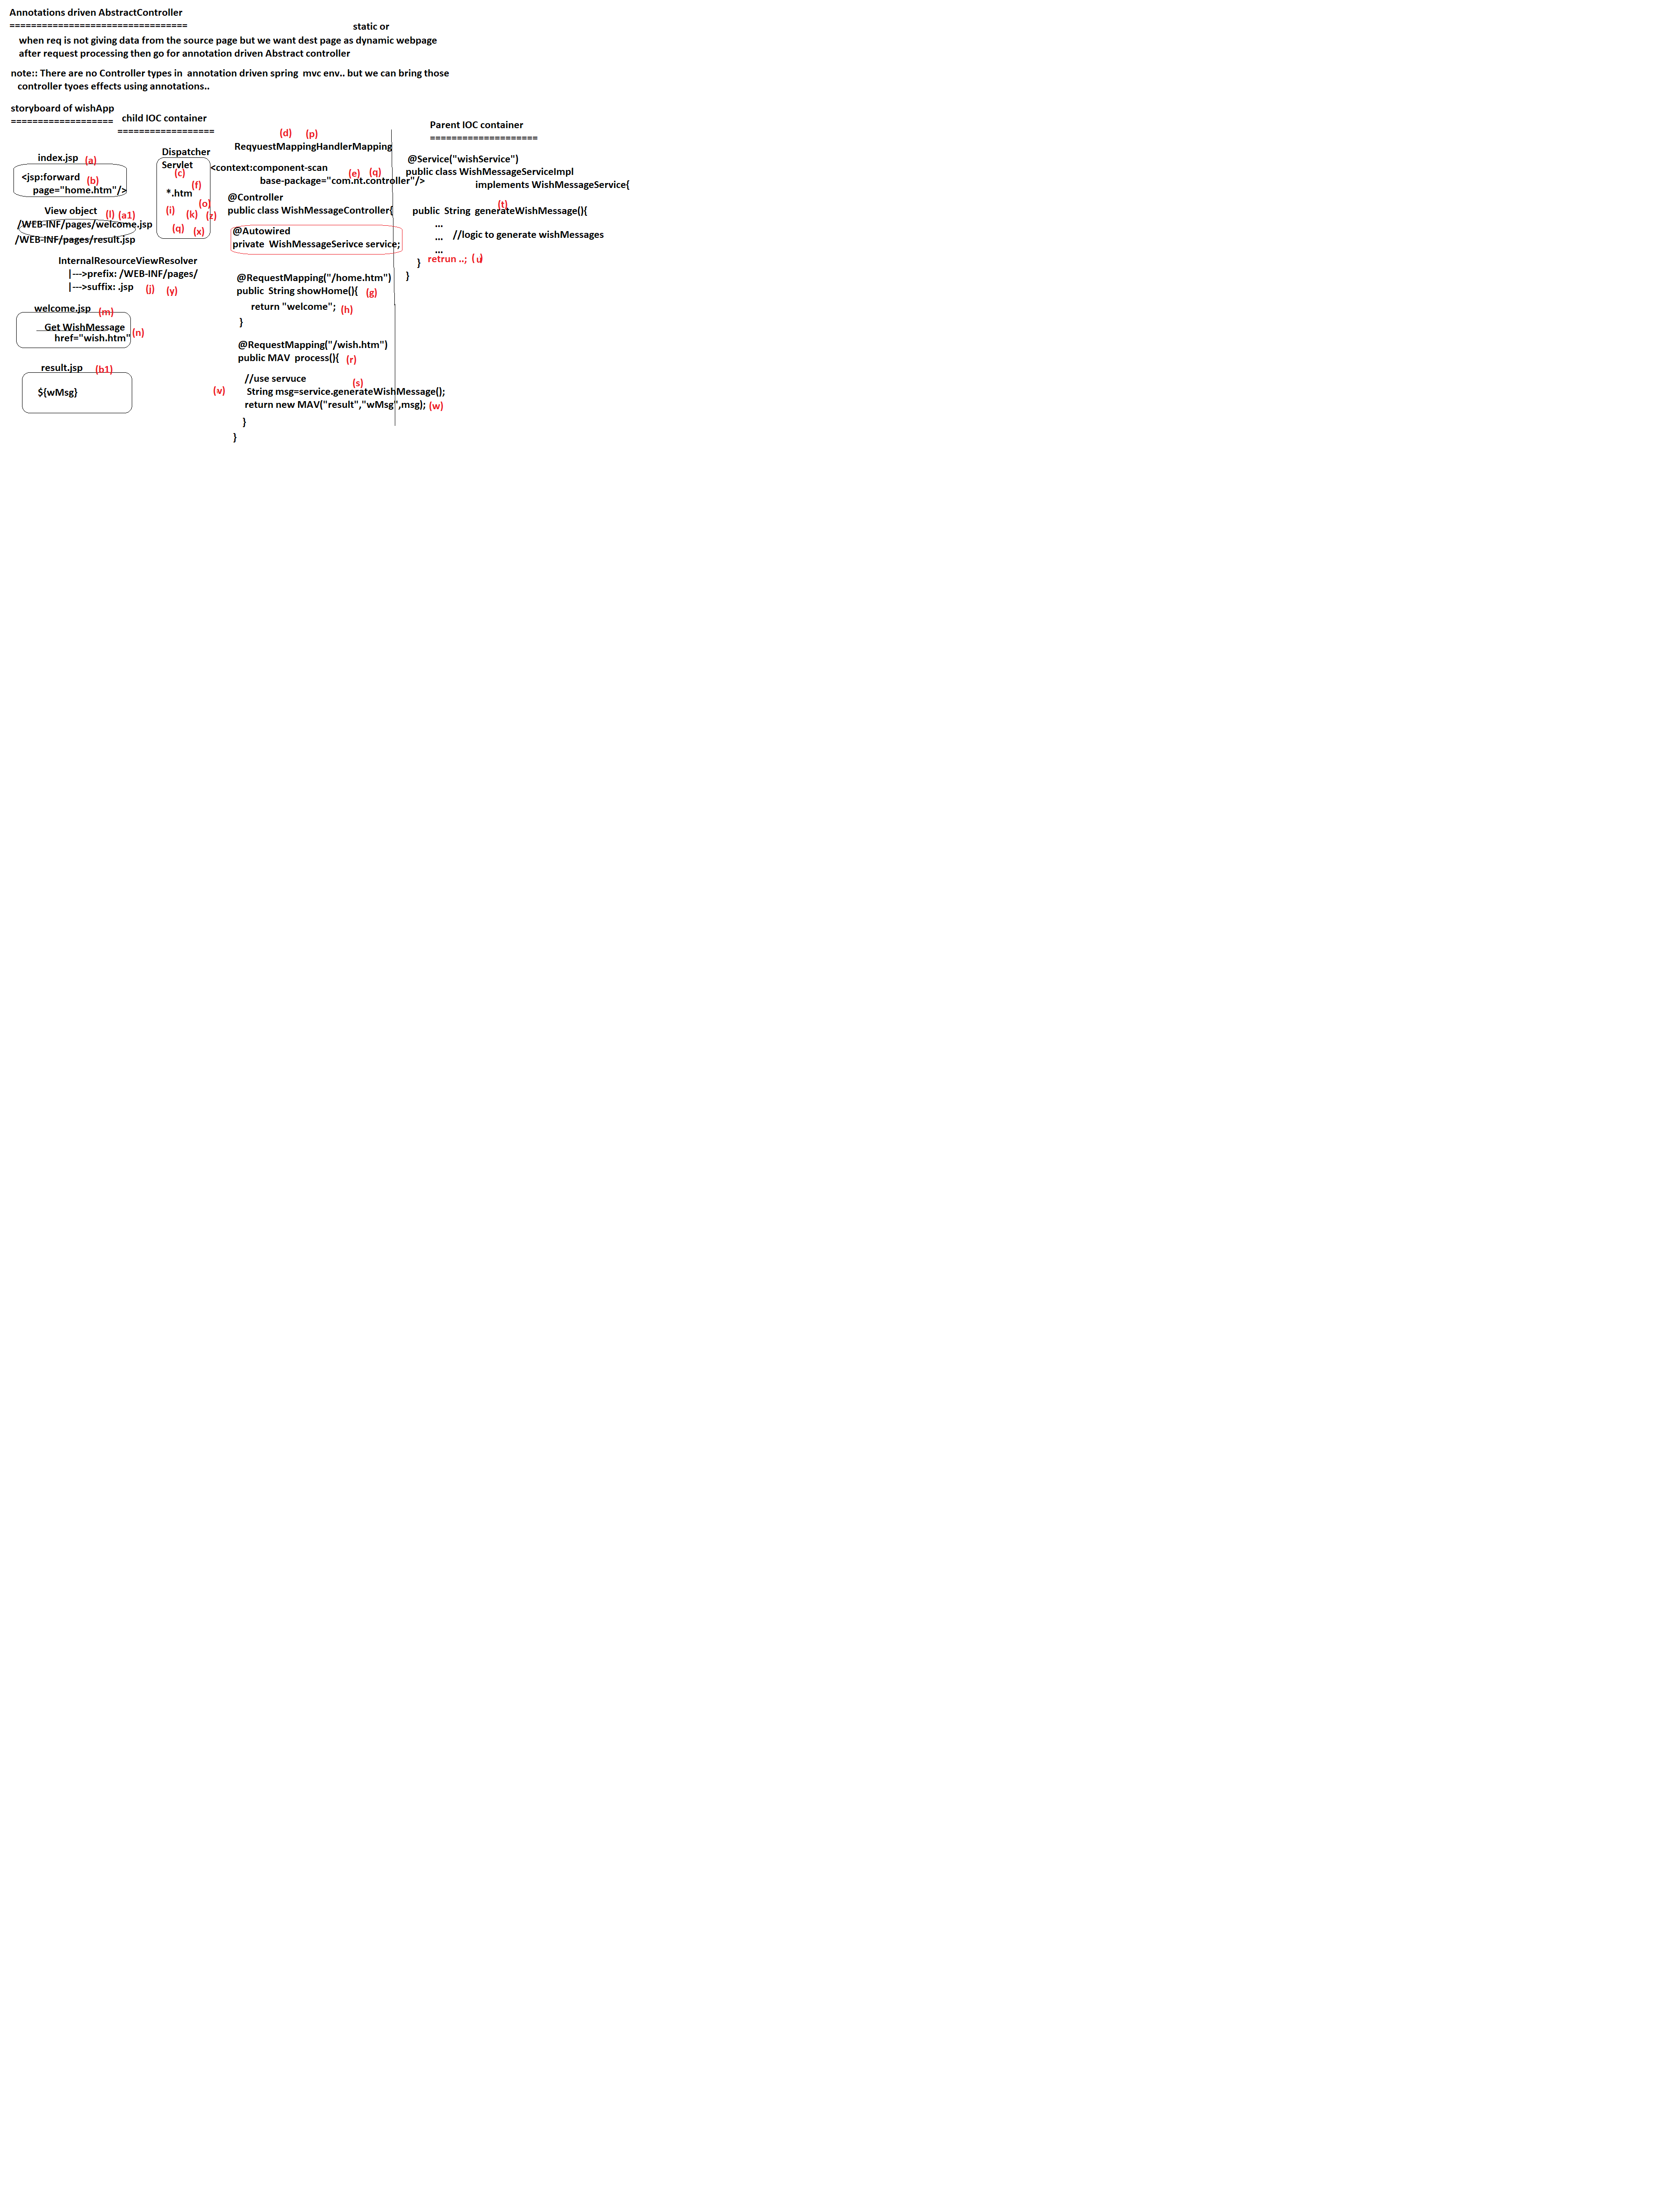 Annotations driven AbstractController
=================================
static or
when req is not giving data from the source page but we want dest page as dynamic webpage
after request processing then go for annotation driven Abstract controller
note:: There are no Controller types in annotation driven spring mvc env.. but we can bring those
controller tyoes effects using annotations..
storyboard of wishApp
===================
child IOC container
==================
index.jsp (a)
<jsp:forward (b)
page="home.htm"/>
View object (l) (a1)
/WEB-INF/pages/welcome.jsp
/WEB-INF/pages/result.jsp
InternalResourceViewResolver
|--->prefix: /WEB-INF/pages/
|--->suffix: .jsp (j) (y)
welcome.jsp (m)
Get WishMessage
href="wish.htm" (n)
result.jsp (b1)
${wMsg}
Dispatcher
Servlet
(c)
(f)
*.htm
(o)
(i) (k) (z)
(q) (x)
(d) (p)
ReqyuestMappingHandlerMapping
<context:component-scan (e) (q)
base-package="com.nt.controller"/>
@Controller
public class WishMessageController{
@Autowired
private WishMessageSerivce service;
@RequestMapping("/home.htm")
public String showHome(){ (g)
return "welcome"; (h)
}
@RequestMapping("/wish.htm")
public MAV process(){ (r)
//use servuce (s)
(v) String msg=service.generateWishMessage();
return new MAV("result","wMsg",msg); (w)
}
}
Parent IOC container
====================
@Service("wishService")
public class WishMessageServiceImpl
implements WishMessageService{
(t)
public String generateWishMessage(){
...
... //logic to generate wishMessages
...
retrun ..; (u)
}
}